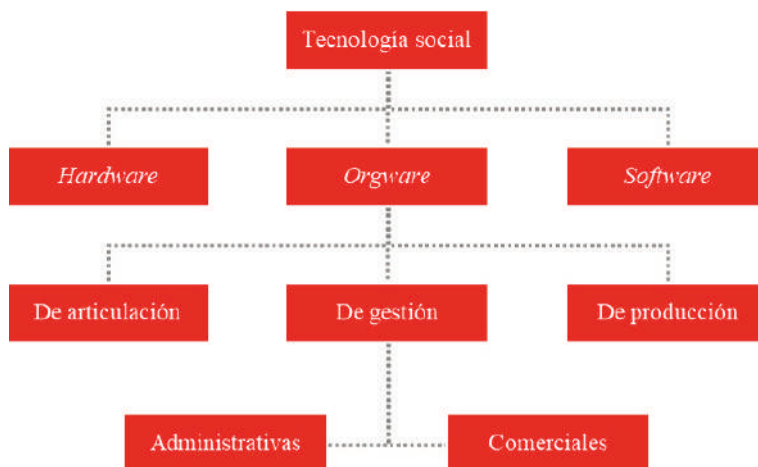 Tecnología social
Hardware
Orgware
Software
De articulación
De gestión
De producción
Administrativas
Comerciales